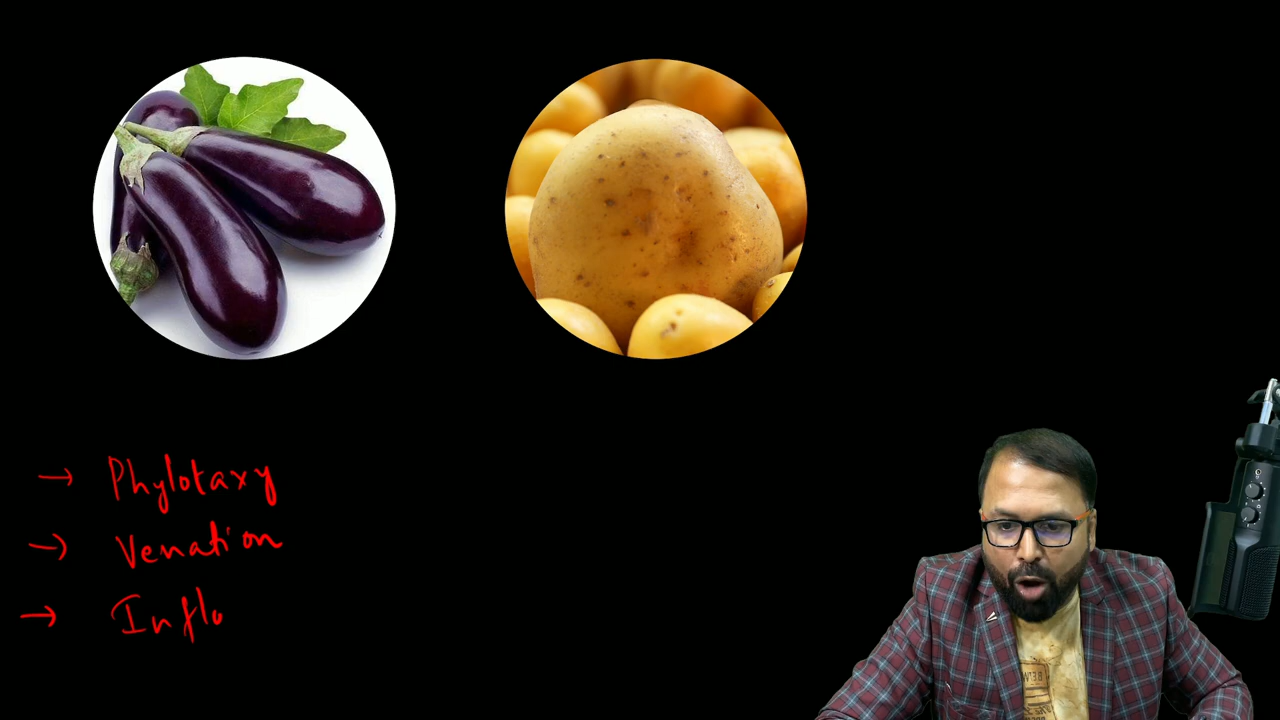 → Phylotaxy
→ Venation
→ Inflo